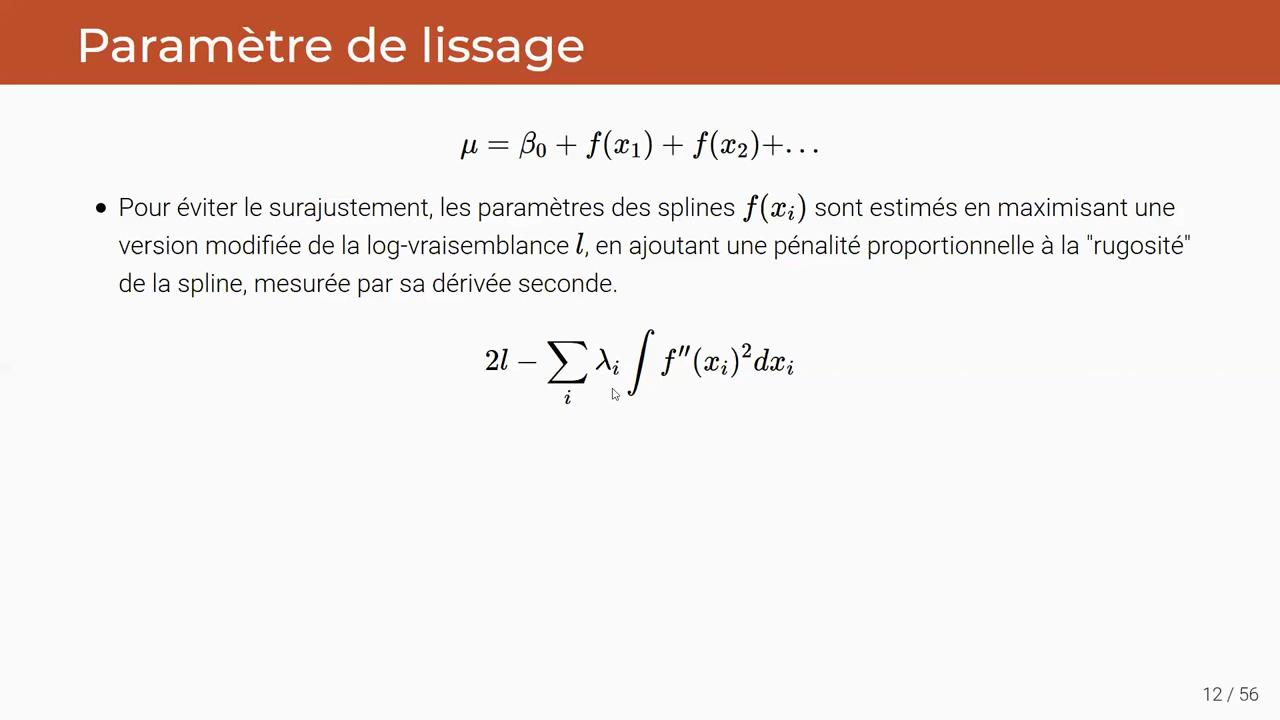 Paramètre de lissage
μ = β₀ + f(x₁) + f(x₂)+…
• Pour éviter le surajustement, les paramètres des splines f(xᵢ) sont estimés en maximisant une
version modifiée de la log-vraisemblance l, en ajoutant une pénalité proportionnelle à la "rugosité"
de la spline, mesurée par sa dérivée seconde.
2l − ∑ᵢ λᵢ ∫ f″(xᵢ)²dxᵢ
12 / 56